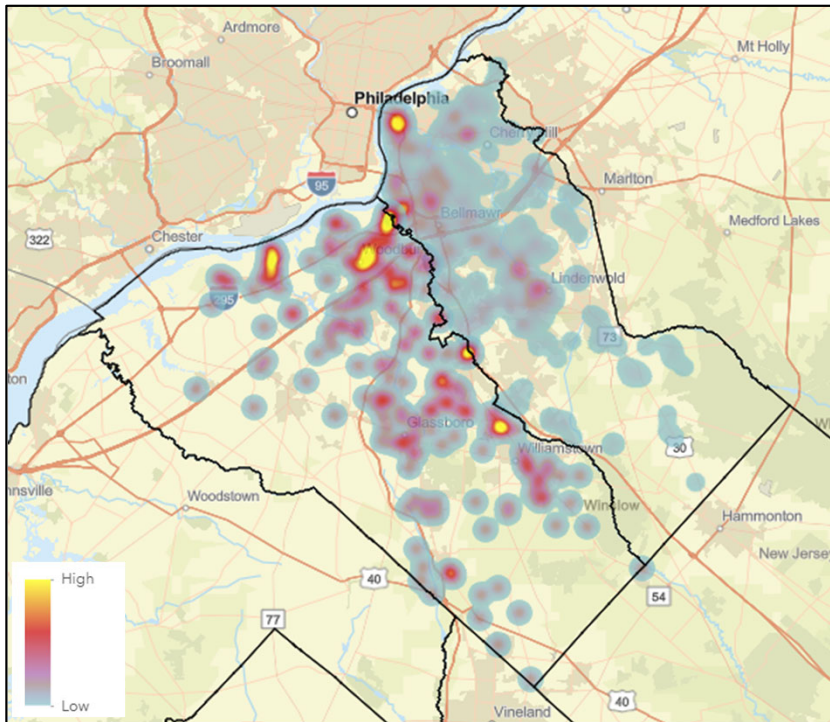 Ardmore
Mt Holly
Broomall
Philadelphia
Cherry Hill
95
Marlton
Bellmawr
Medford Lakes
322
Chester
Woodbury
Lindenwold
295
73
Glassboro
Williamstown
30
Woodstown
Winslow
Hammonton
New Jersey
High
40
54
77
Low
40
Vineland